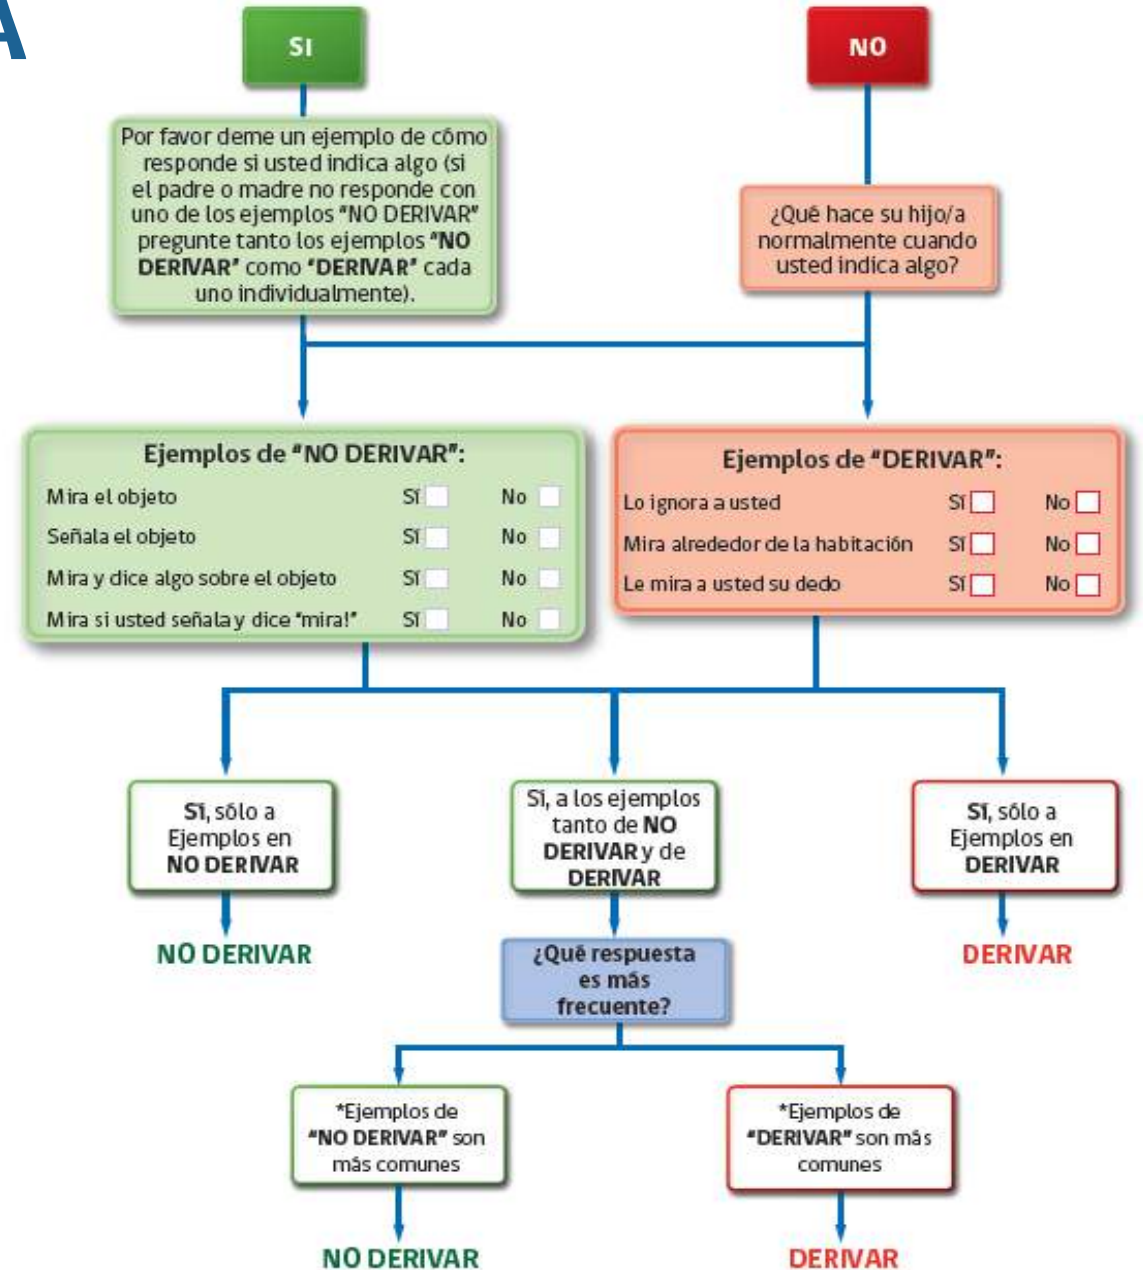 A
SI
NO
Por favor deme un ejemplo de cómo
responde si usted indica algo (si
el padre o madre no responde con
uno de los ejemplos "NO DERIVAR"
pregunte tanto los ejemplos "NO
DERIVAR" como "DERIVAR" cada
uno individualmente).
¿Qué hace su hijo/a
normalmente cuando
usted indica algo?
Ejemplos de "NO DERIVAR":
Mira el objeto Sí No
Señala el objeto Sí No
Mira y dice algo sobre el objeto Sí No
Mira si usted señala y dice "mira!" Sí No
Ejemplos de "DERIVAR":
Lo ignora a usted Sí No
Mira alrededor de la habitación Sí No
Le mira a usted su dedo Sí No
Sí, sólo a
Ejemplos en
NO DERIVAR
Sí, a los ejemplos
tanto de NO
DERIVAR y de
DERIVAR
Sí, sólo a
Ejemplos en
DERIVAR
NO DERIVAR
¿Qué respuesta
es más
frecuente?
DERIVAR
*Ejemplos de
"NO DERIVAR" son
más comunes
*Ejemplos de
"DERIVAR" son más
comunes
NO DERIVAR
DERIVAR